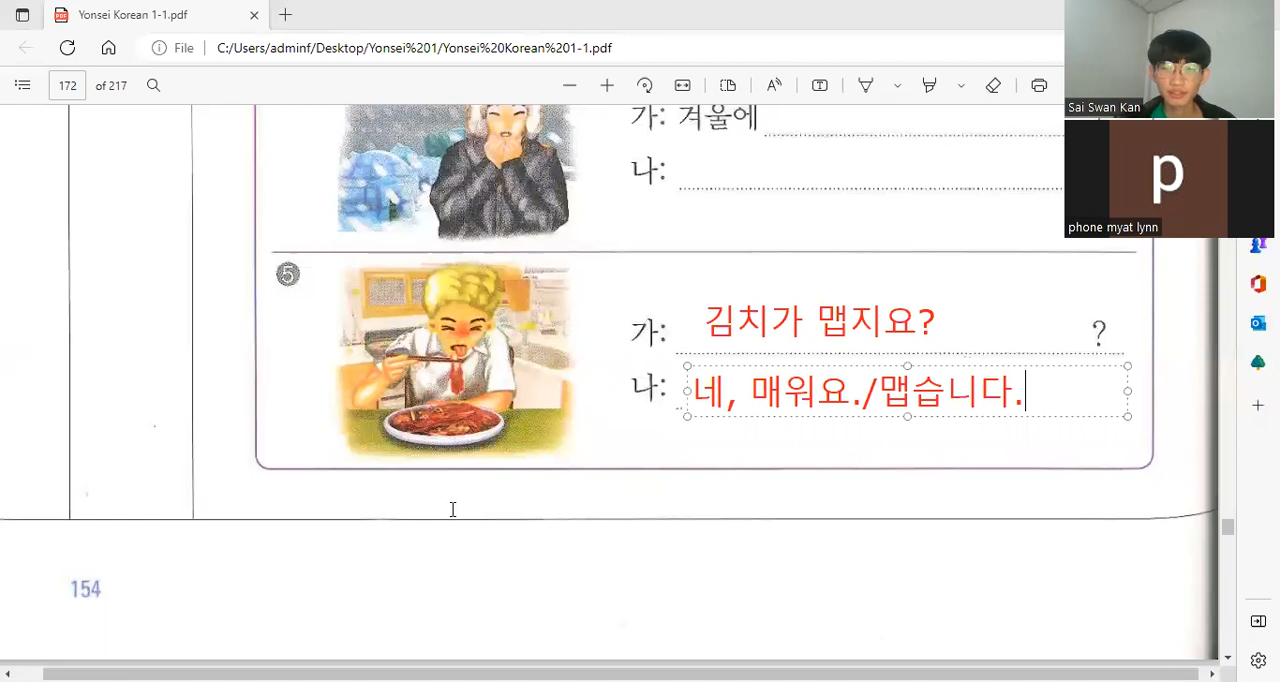 Yonsei Korean 1-1.pdf
File
C:/Users/adminf/Desktop/Yonsei%201/Yonsei%20Korean%201-1.pdf
172
of 217
Sai Swan Kan
가: 겨울에
나:
p
phone myat lynn
⑤
가: 김치가 맵지요? ?
나: 네, 매워요./맵습니다.
154